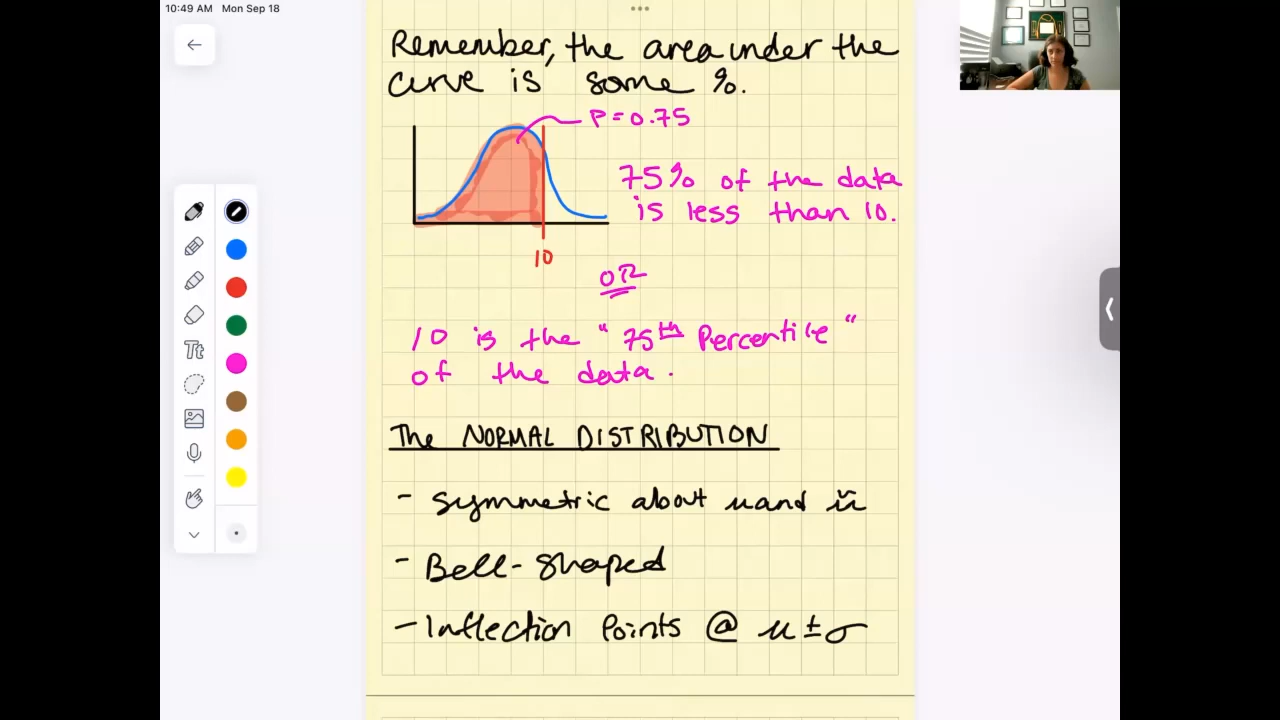 10:49 AM Mon Sep 18
Remember, the area under the
curve is some %.
P = 0.75
75% of the data
is less than 10.
10
OR
10 is the "75th Percentile"
of the data.
The NORMAL DISTRIBUTION
- Symmetric about μ and μ̃
- Bell-Shaped
- Inflection Points @ μ ± σ
Tt